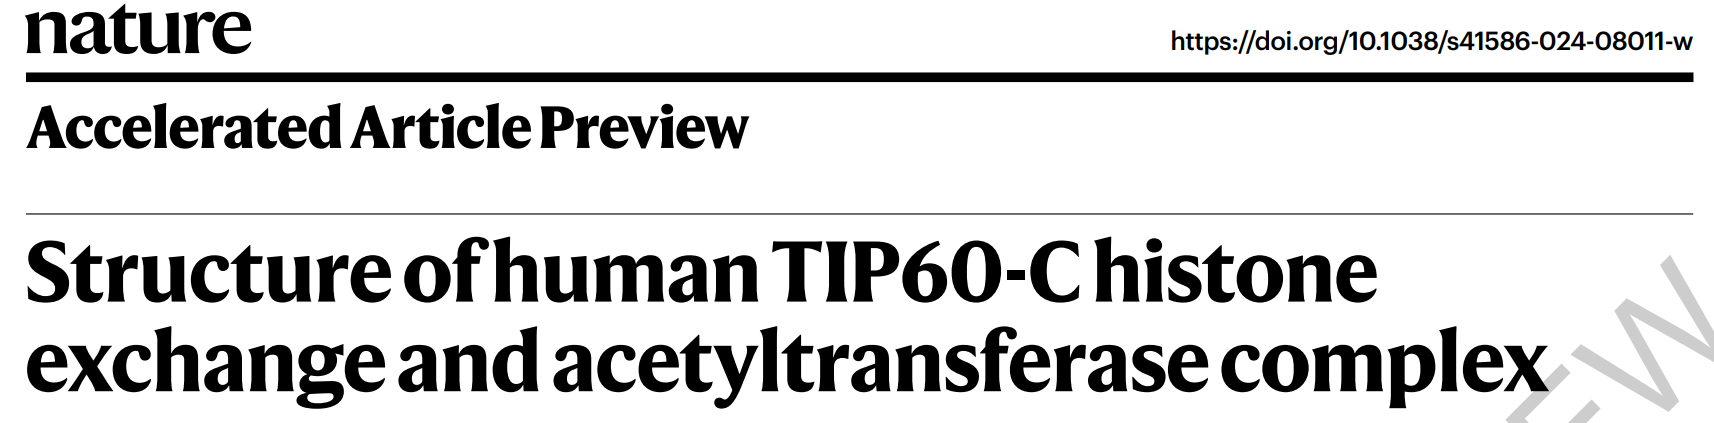 nature
https://doi.org/10.1038/s41586-024-08011-w
Accelerated Article Preview
Structure of human TIP60-C histone
exchange and acetyltransferase complex
EW